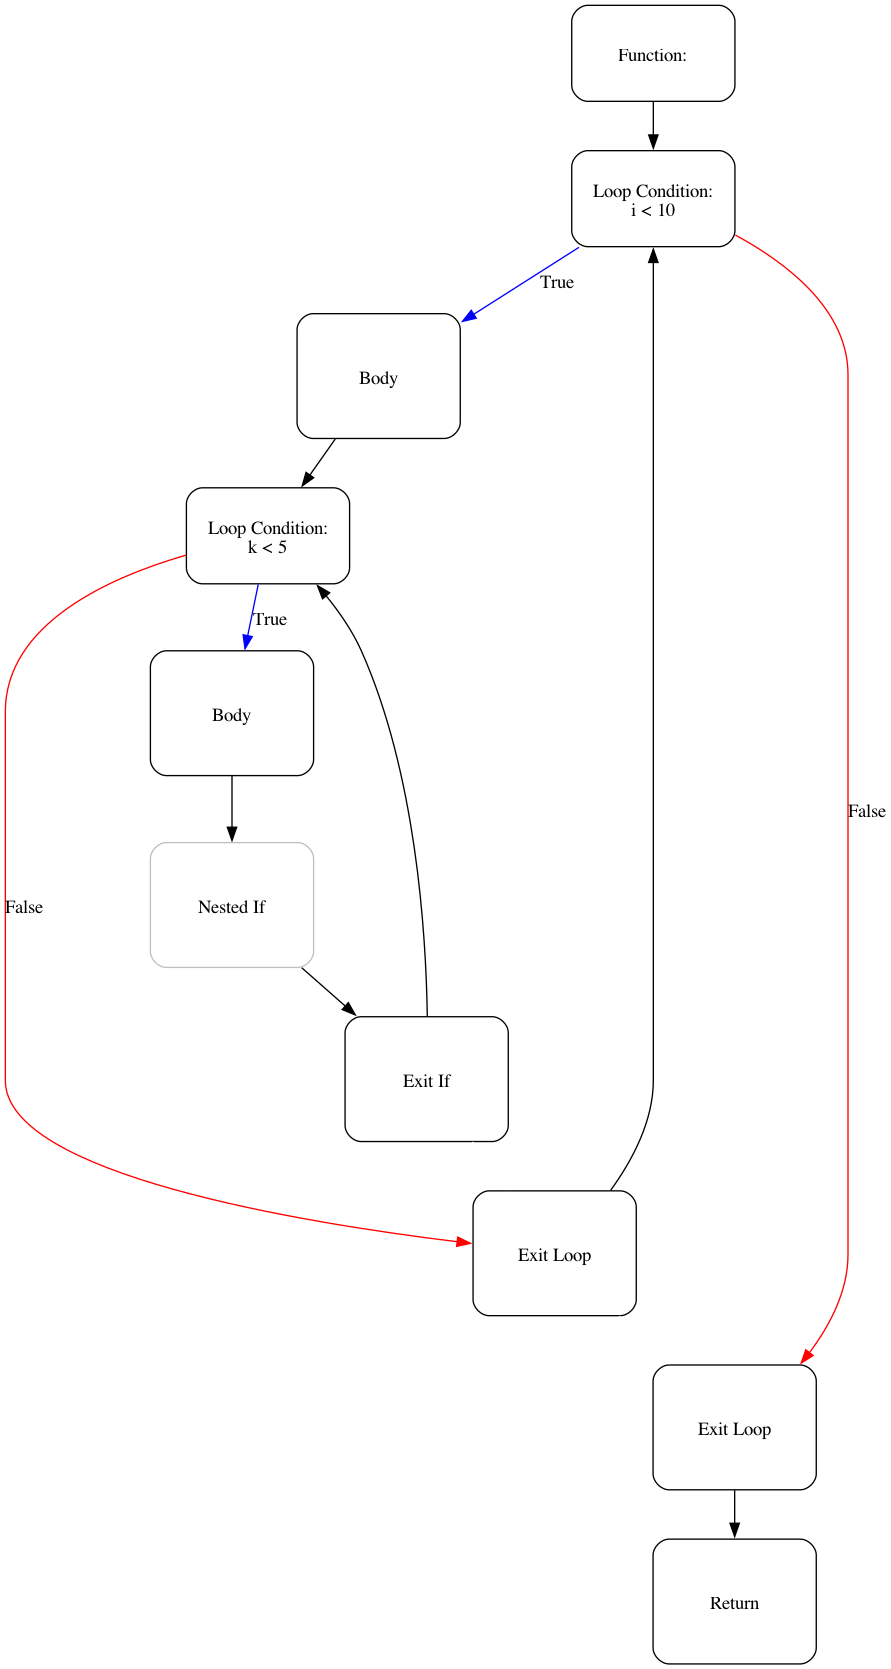 Function:
Loop Condition:
i < 10
True
Body
Loop Condition:
k < 5
True
Body
False
Nested If
False
Exit If
Exit Loop
Exit Loop
Return